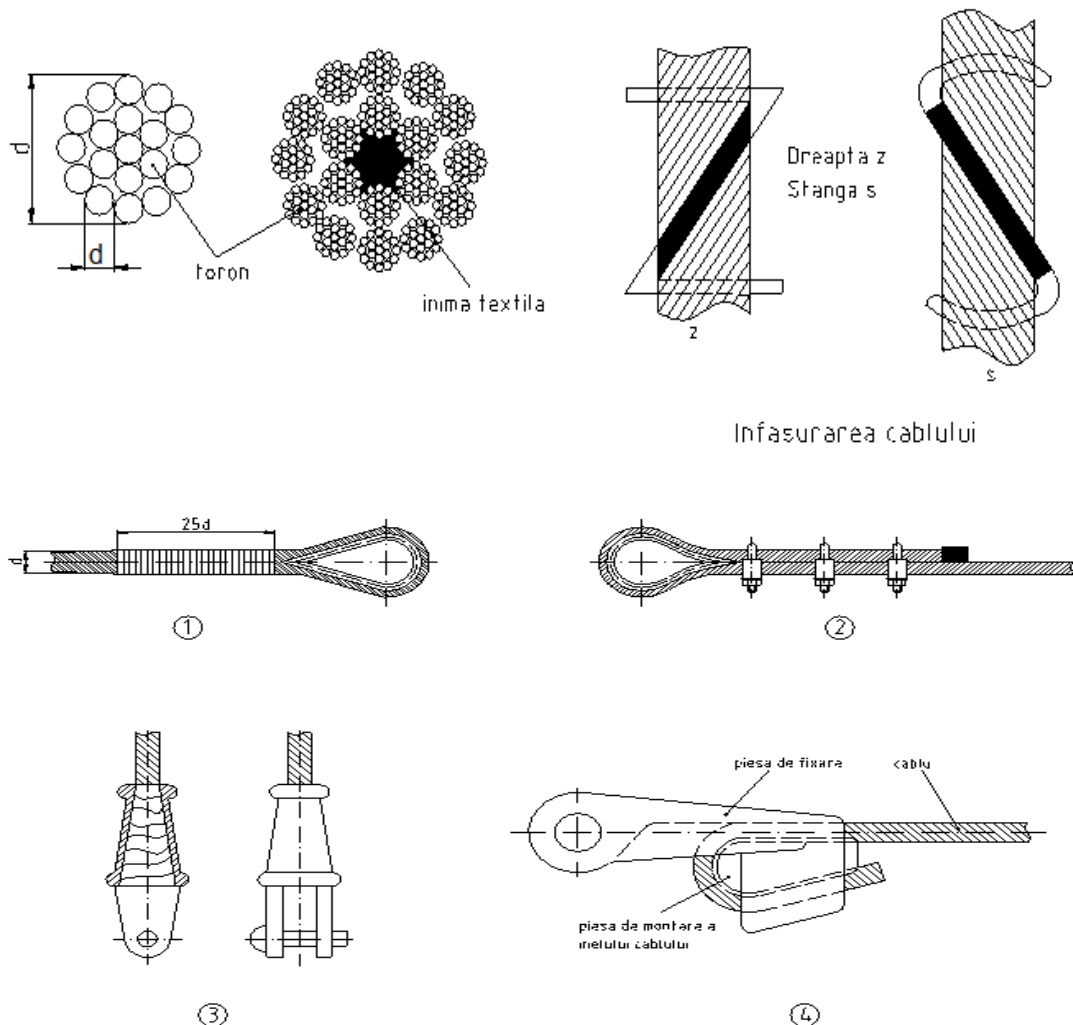 d
d
toron
inima textila
Dreapta z
Stanga s
z
s
Infasurarea cablului
25d
d
1
2
piesa de fixara
cablu
piesa de montare a
inelului cablului
3
4